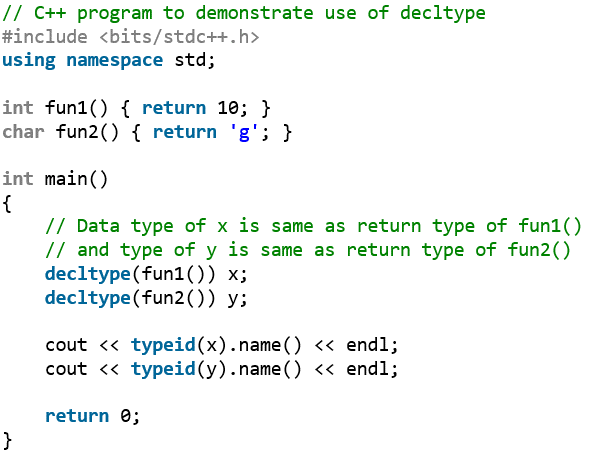 // C++ program to demonstrate use of decltype
#include <bits/stdc++.h>
using namespace std;

int fun1() { return 10; }
char fun2() { return 'g'; }

int main()
{
    // Data type of x is same as return type of fun1()
    // and type of y is same as return type of fun2()
    decltype(fun1()) x;
    decltype(fun2()) y;

    cout << typeid(x).name() << endl;
    cout << typeid(y).name() << endl;

    return 0;
}